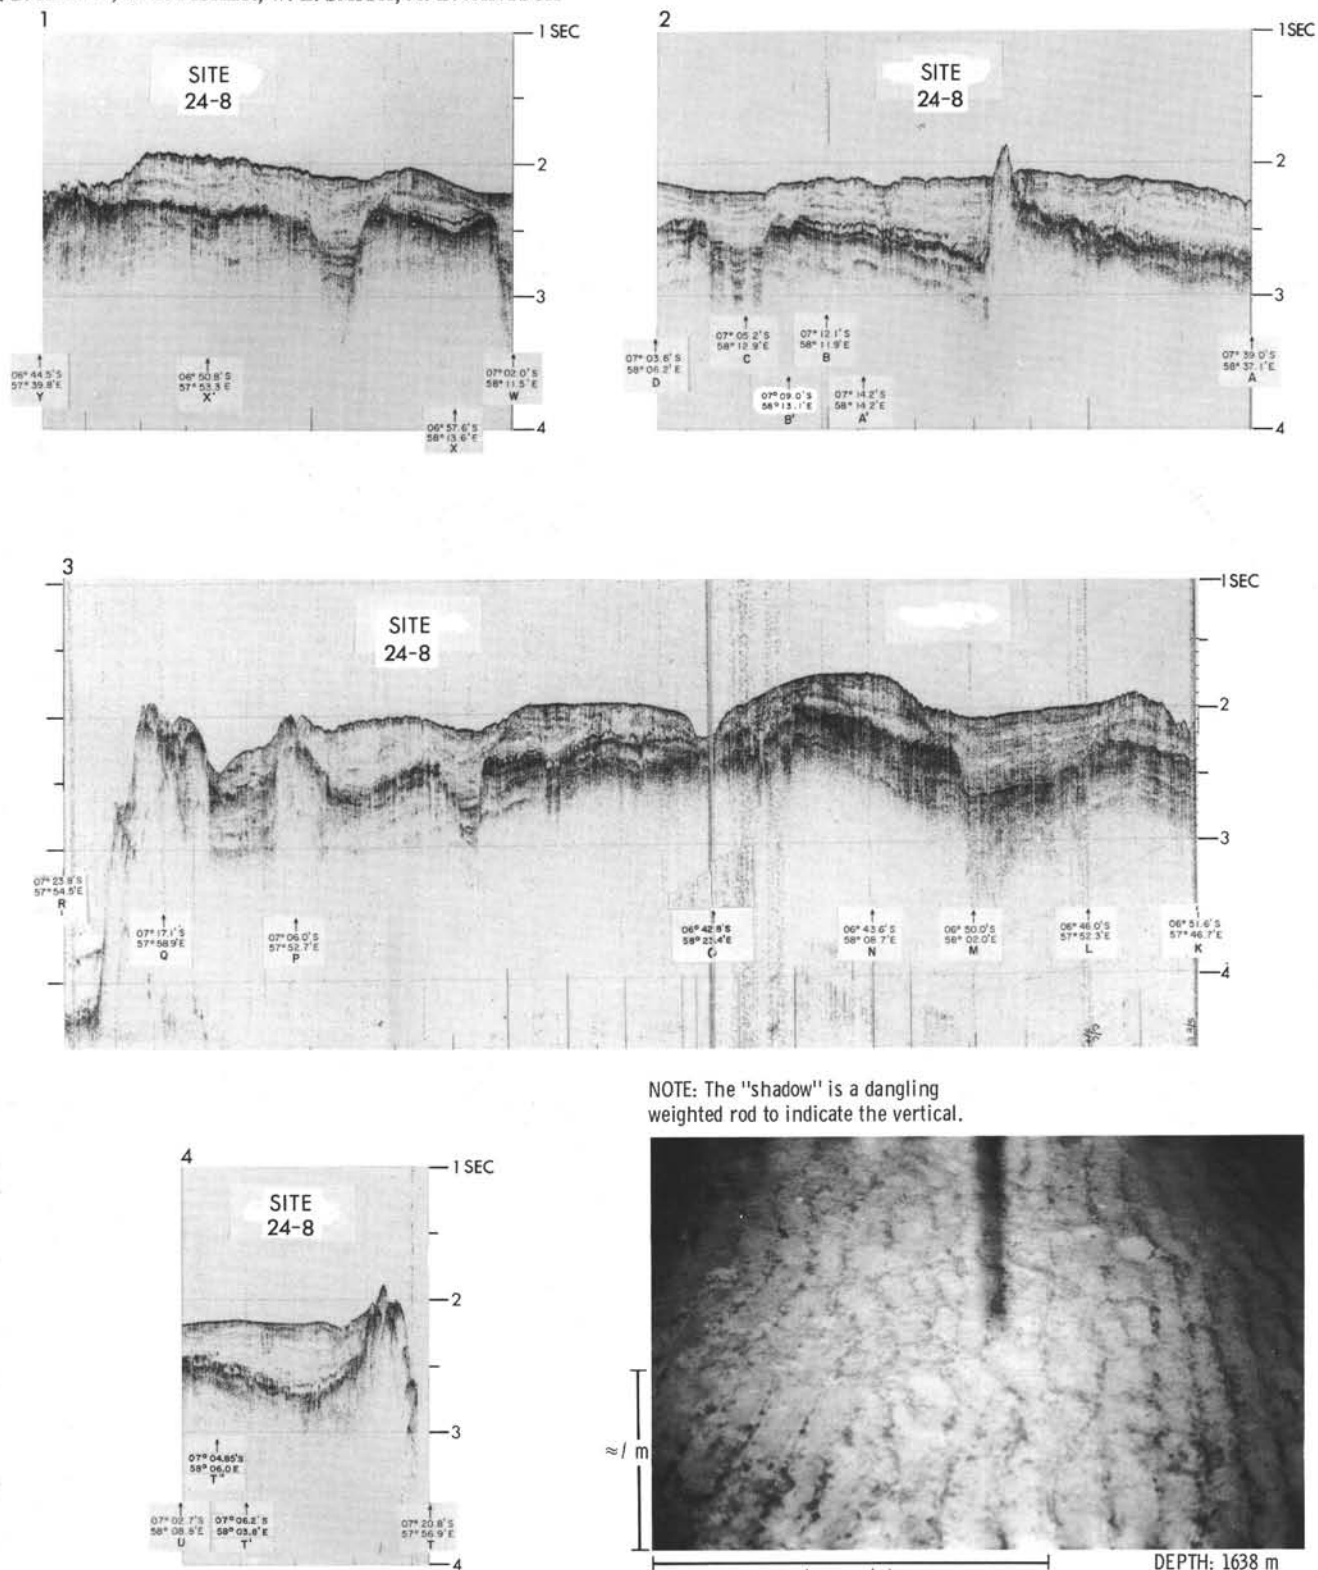 1
1 SEC
SITE
24-8
2
3
4
06° 44.5'S
57° 39.8'E
Y
06° 50.8'S
57° 53.3 E
X'
06° 57.6'S
58° 13.6'E
X
07° 02.0'S
58° 11.5'E
W
2
1 SEC
SITE
24-8
2
3
4
07° 03.6'S
58° 06.2'E
D
07° 05.2'S
58° 12.9'E
C
07° 09.0'S
58° 13.1'E
B'
07° 12.1'S
58° 11.9'E
B
07° 14.2'S
58° 14.2'E
A'
07° 39.0'S
58° 37.1'E
A
3
1 SEC
SITE
24-8
2
3
4
07° 23.8'S
57° 54.5'E
R
07° 17.1'S
57° 58.9'E
Q
07° 06.0'S
57° 52.7'E
P
06° 42.8'S
58° 23.4'E
O
06° 43.6'S
58° 08.7'E
N
06° 50.0'S
58° 02.0'E
M
06° 46.0'S
57° 52.3'E
L
06° 51.6'S
57° 46.7'E
K
4
1 SEC
SITE
24-8
2
3
4
07° 04.85'S
58° 06.0 E
T"
07° 02.7'S
58° 08.8'E
U
07° 06.2'S
58° 03.8'E
T'
07° 20.8'S
57° 56.9'E
T
NOTE: The "shadow" is a dangling
weighted rod to indicate the vertical.
≈1 m
DEPTH: 1638 m